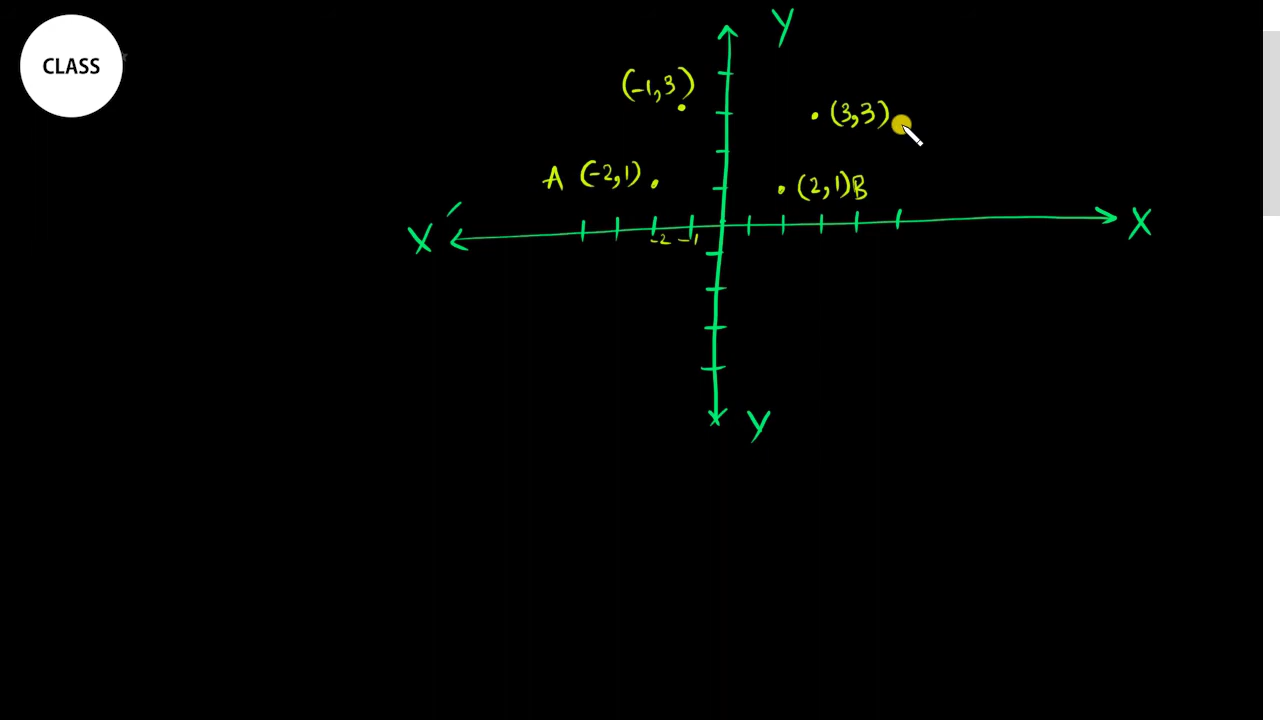 CLASS
Y
(-1,3)
(3,3)
A (-2,1)
(2,1)B
X
X
-2 -1
Y